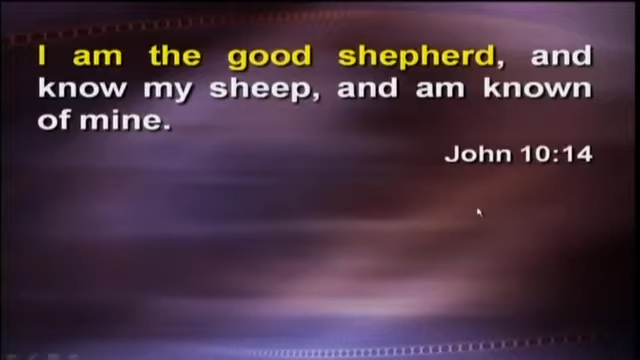 I am the good shepherd, and
know my sheep, and am known
of mine.
John 10:14